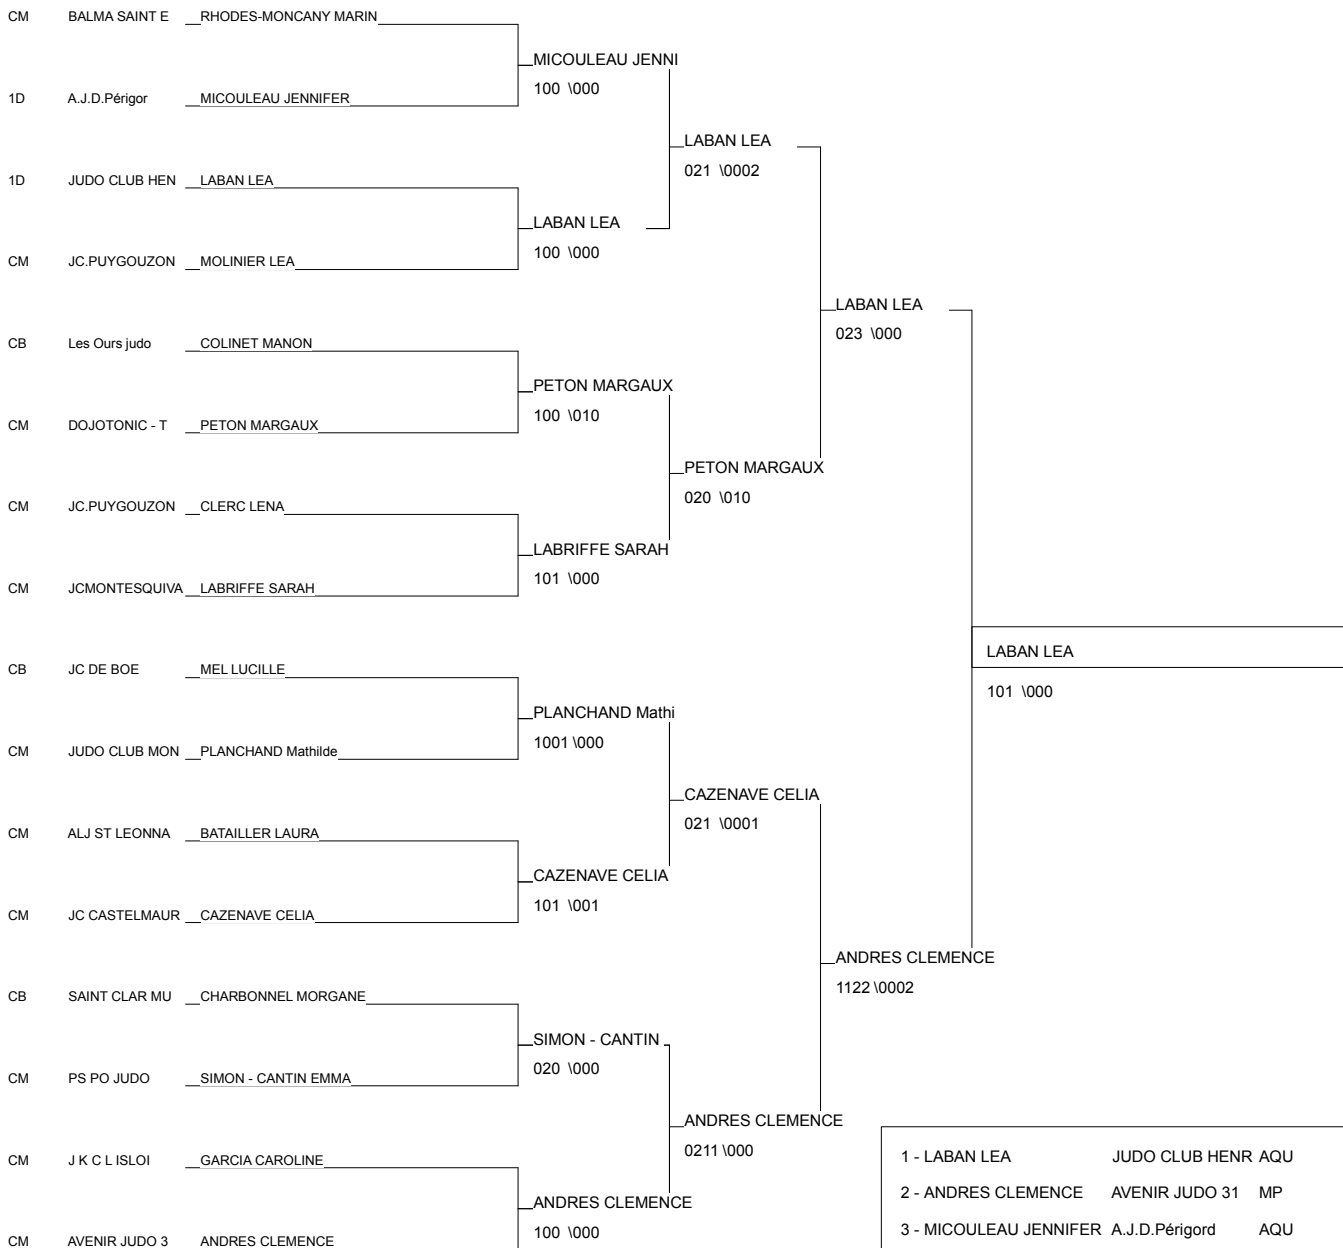 CM BALMA SAINT E RHODES-MONCANY MARIN
MICOULEAU JENNI
100 \000
1D A.J.D.Périgor MICOULEAU JENNIFER
LABAN LEA
021 \0002
1D JUDO CLUB HEN LABAN LEA
LABAN LEA
100 \000
CM JC.PUYGOUZON MOLINIER LEA
LABAN LEA
023 \000
CB Les Ours judo COLINET MANON
PETON MARGAUX
100 \010
CM DOJOTONIC - T PETON MARGAUX
PETON MARGAUX
020 \010
CM JC.PUYGOUZON CLERC LENA
LABRIFFE SARAH
101 \000
CM JCMONTESQUIVA LABRIFFE SARAH
LABAN LEA
101 \000
CB JC DE BOE MEL LUCILLE
PLANCHAND Mathi
1001 \000
CM JUDO CLUB MON PLANCHAND Mathilde
CAZENAVE CELIA
021 \0001
CM ALJ ST LEONNA BATAILLER LAURA
CAZENAVE CELIA
101 \001
CM JC CASTELMAUR CAZENAVE CELIA
ANDRES CLEMENCE
1122 \0002
CB SAINT CLAR MU CHARBONNEL MORGANE
SIMON - CANTIN
020 \000
CM PS PO JUDO SIMON - CANTIN EMMA
ANDRES CLEMENCE
0211 \000
CM J K C L ISLOI GARCIA CAROLINE
ANDRES CLEMENCE
100 \000
CM AVENIR JUDO 3 ANDRES CLEMENCE
1 - LABAN LEA JUDO CLUB HENR AQU
2 - ANDRES CLEMENCE AVENIR JUDO 31 MP
3 - MICOULEAU JENNIFER A.J.D.Périgord AQU